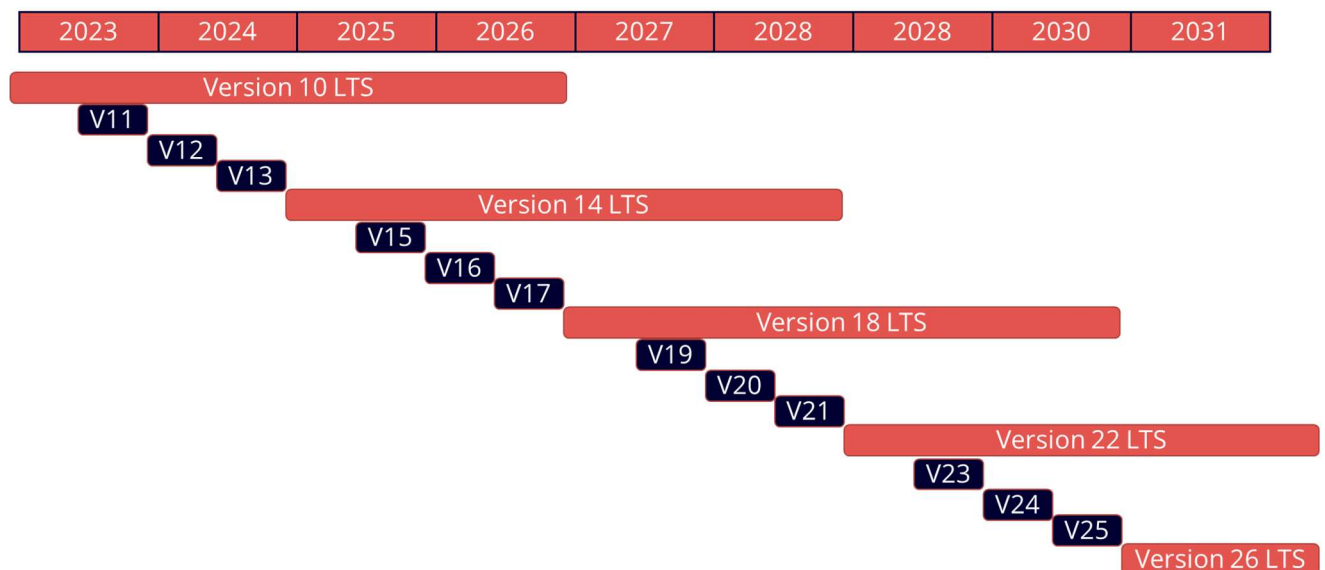 2023 2024 2025 2026 2027 2028 2028 2030 2031
Version 10 LTS
V11
V12
V13
Version 14 LTS
V15
V16
V17
Version 18 LTS
V19
V20
V21
Version 22 LTS
V23
V24
V25
Version 26 LTS